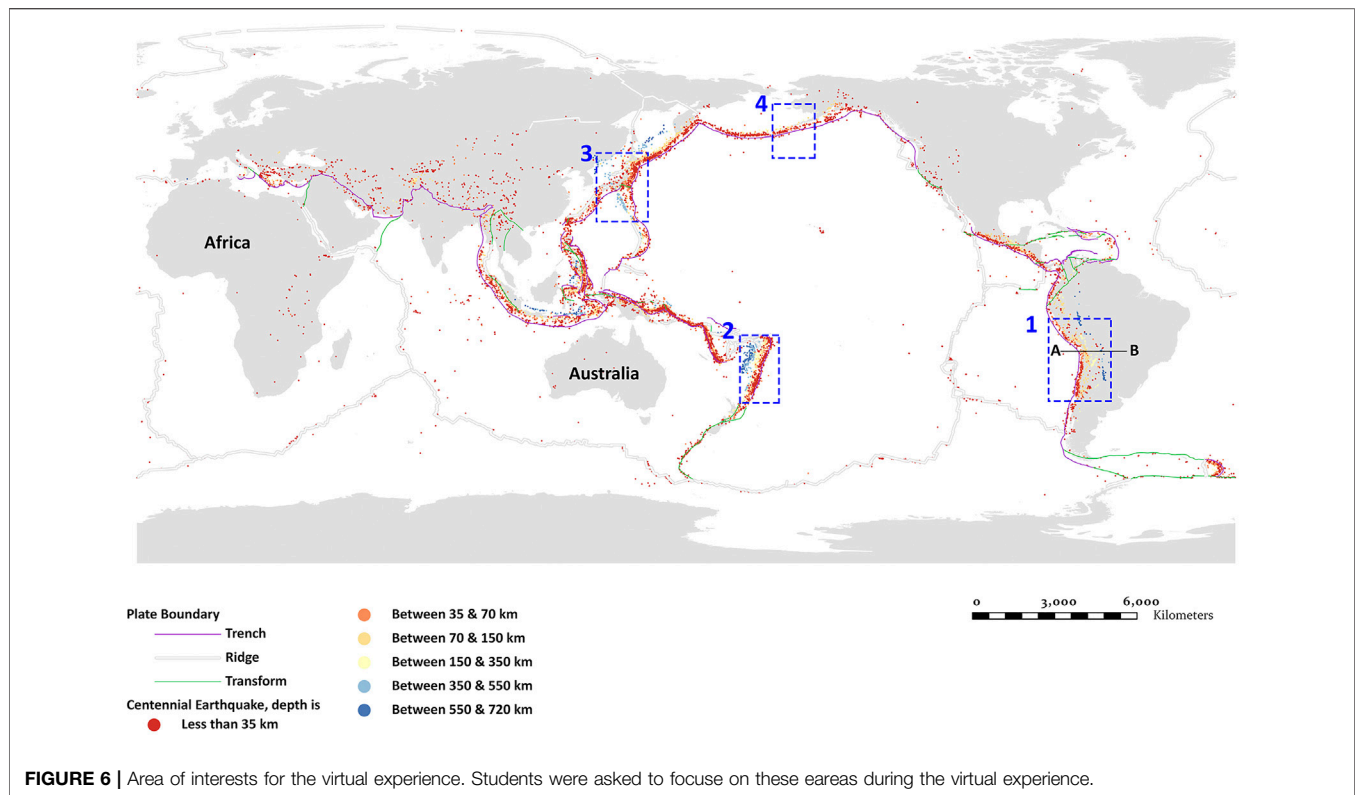 4
3
Africa
2
Australia
1
A
B
0 3,000 6,000
Kilometers
Plate Boundary
Trench
Ridge
Transform
Centennial Earthquake, depth is
Less than 35 km
Between 35 & 70 km
Between 70 & 150 km
Between 150 & 350 km
Between 350 & 550 km
Between 550 & 720 km
FIGURE 6 | Area of interests for the virtual experience. Students were asked to focuse on these eareas during the virtual experience.